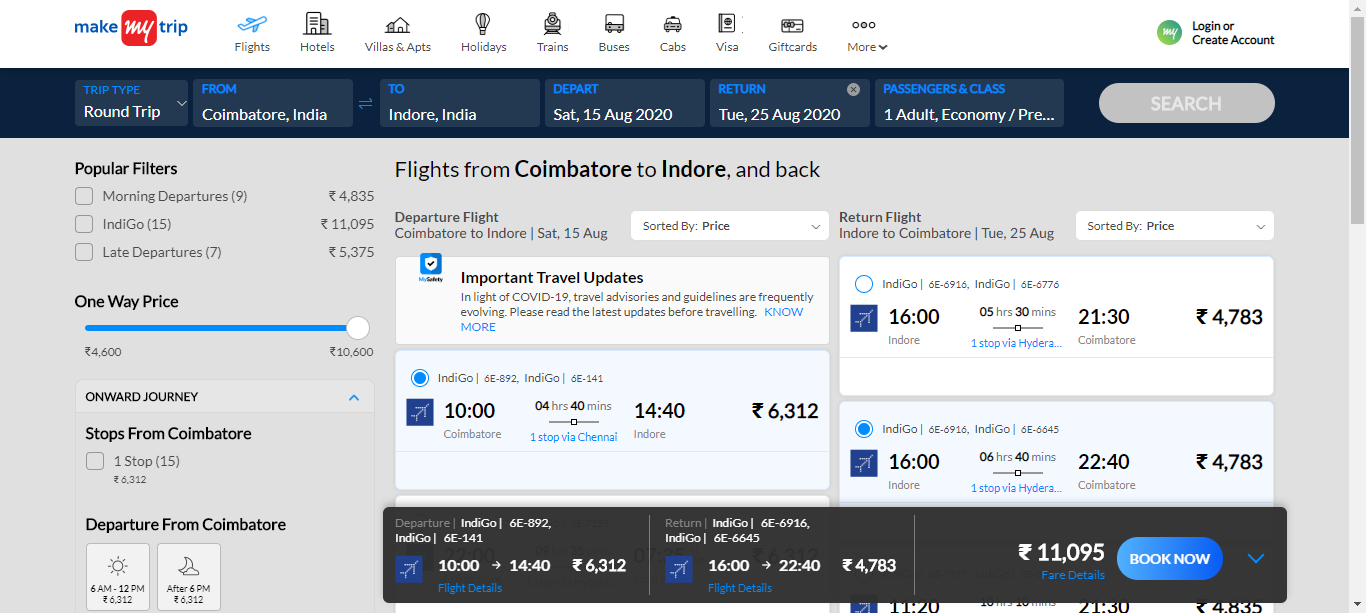 make my trip
Flights
Hotels
Villas & Apts
Holidays
Trains
Buses
Cabs
Visa
Giftcards
More
my
Login or
Create Account
TRIP TYPE
Round Trip
FROM
Coimbatore, India
TO
Indore, India
DEPART
Sat, 15 Aug 2020
RETURN
Tue, 25 Aug 2020
PASSENGERS & CLASS
1 Adult, Economy / Pre...
SEARCH
Popular Filters
Morning Departures (9) ₹ 4,835
IndiGo (15) ₹ 11,095
Late Departures (7) ₹ 5,375
One Way Price
₹4,600 ₹10,600
ONWARD JOURNEY
Stops From Coimbatore
1 Stop (15)
₹ 6,312
Departure From Coimbatore
6 AM - 12 PM
₹ 6,312
After 6 PM
₹ 6,312
Flights from Coimbatore to Indore, and back
Departure Flight
Coimbatore to Indore | Sat, 15 Aug
Sorted By: Price
MySafety
Important Travel Updates
In light of COVID-19, travel advisories and guidelines are frequently
evolving. Please read the latest updates before travelling. KNOW
MORE
IndiGo | 6E-892, IndiGo | 6E-141
10:00 04 hrs 40 mins 14:40 ₹ 6,312
Coimbatore 1 stop via Chennai Indore
Return Flight
Indore to Coimbatore | Tue, 25 Aug
Sorted By: Price
IndiGo | 6E-6916, IndiGo | 6E-6776
16:00 05 hrs 30 mins 21:30 ₹ 4,783
Indore 1 stop via Hydera... Coimbatore
IndiGo | 6E-6916, IndiGo | 6E-6645
16:00 06 hrs 40 mins 22:40 ₹ 4,783
Indore 1 stop via Hydera... Coimbatore
Departure | IndiGo | 6E-892,
IndiGo | 6E-141
10:00 → 14:40 ₹ 6,312
Flight Details
Return | IndiGo | 6E-6916,
IndiGo | 6E-6645
16:00 → 22:40 ₹ 4,783
Flight Details
₹ 11,095
Fare Details
BOOK NOW
11:20 10 hrs 10 mins 21:30 ₹ 4,835